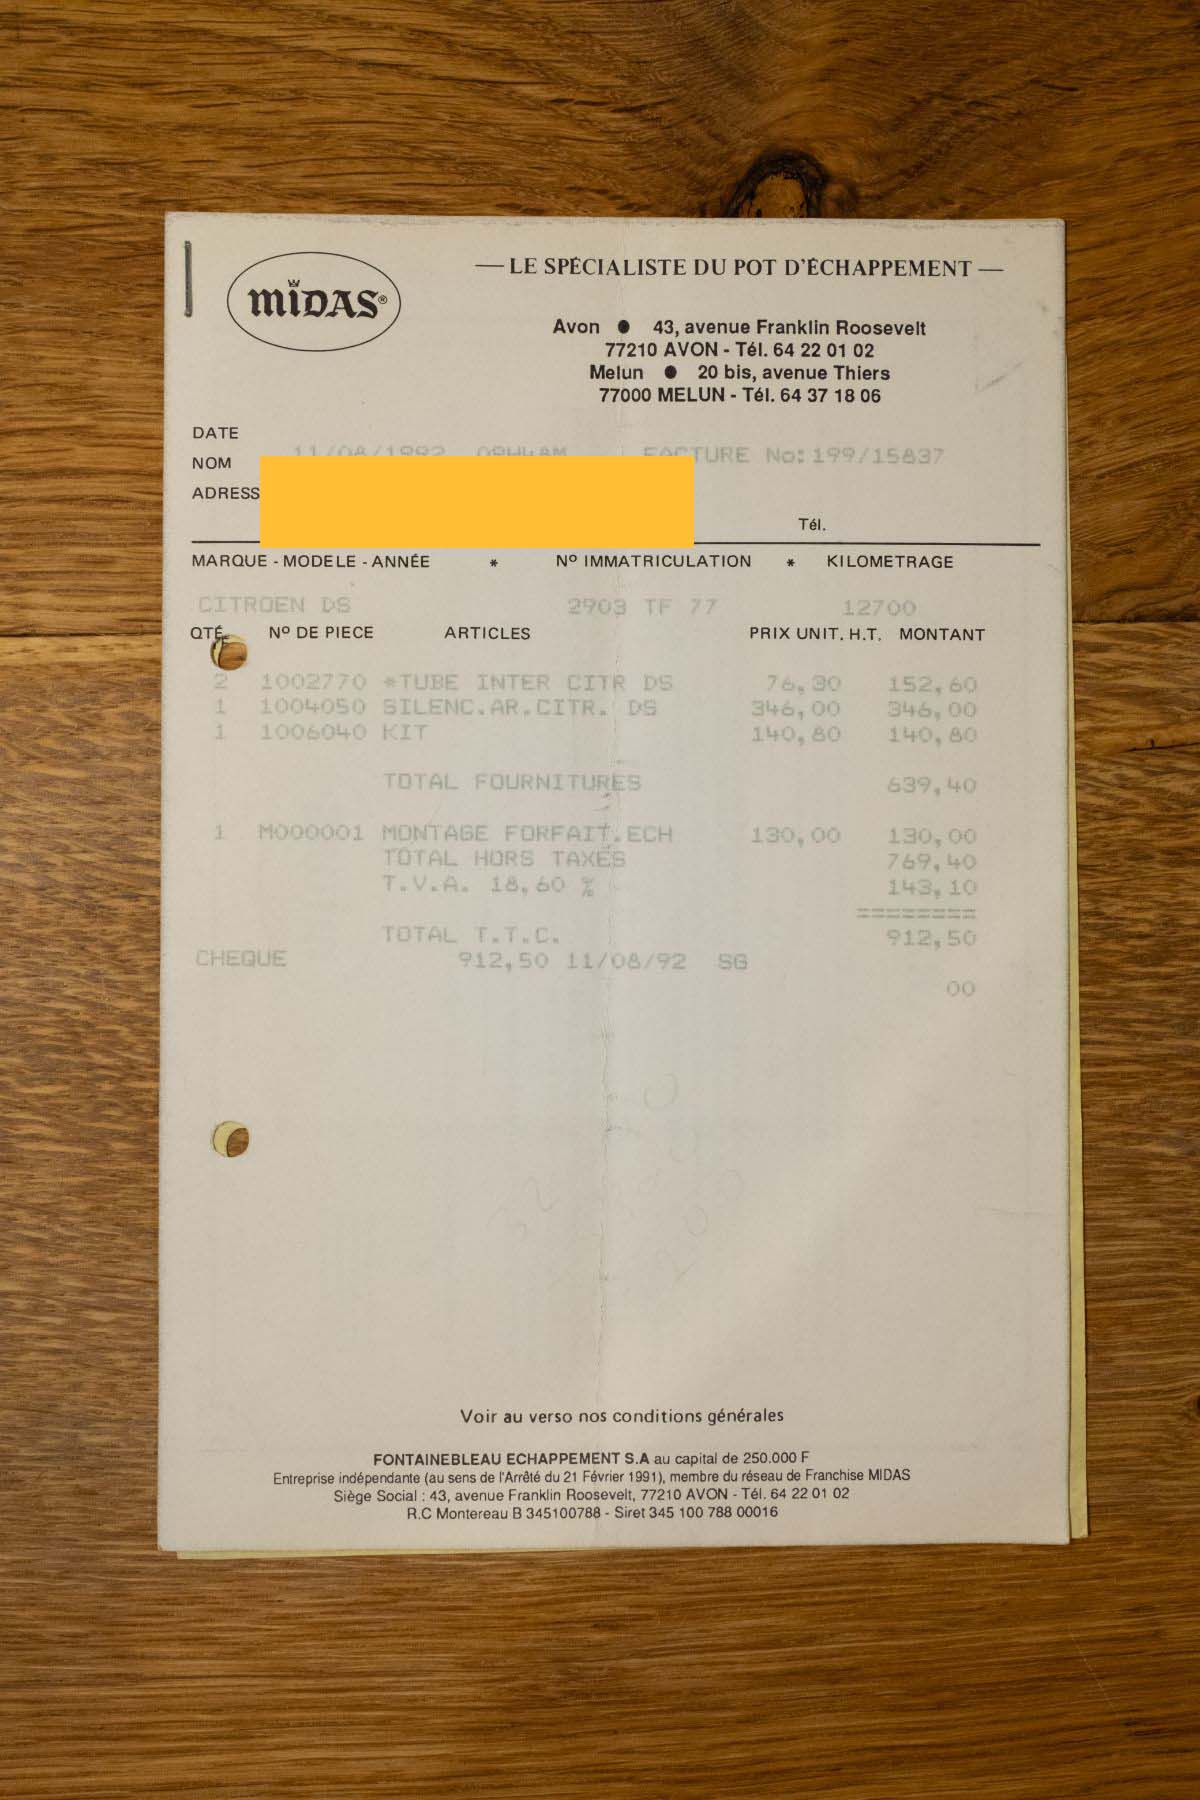 MIDAS®
— LE SPÉCIALISTE DU POT D'ÉCHAPPEMENT —
Avon ● 43, avenue Franklin Roosevelt
77210 AVON - Tél. 64 22 01 02
Melun ● 20 bis, avenue Thiers
77000 MELUN - Tél. 64 37 18 06
DATE
11/08/1992 09H48M FACTURE No: 199/15837
NOM
ADRESS
Tél.
MARQUE - MODELE - ANNÉE * Nº IMMATRICULATION * KILOMETRAGE
CITROEN DS 2903 TF 77 12700
QTÉ Nº DE PIECE ARTICLES PRIX UNIT. H.T. MONTANT
2 1002770 *TUBE INTER CITR DS 76,30 152,60
1 1004050 SILENC.AR.CITR. DS 346,00 346,00
1 1006040 KIT 140,80 140,80
TOTAL FOURNITURES 639,40
1 M000001 MONTAGE FORFAIT.ECH 130,00 130,00
TOTAL HORS TAXES 769,40
T.V.A. 18,60 % 143,10
========
TOTAL T.T.C. 912,50
CHEQUE 912,50 11/08/92 SG
00
Voir au verso nos conditions générales
FONTAINEBLEAU ECHAPPEMENT S.A au capital de 250.000 F
Entreprise indépendante (au sens de l'Arrêté du 21 Février 1991), membre du réseau de Franchise MIDAS
Siège Social : 43, avenue Franklin Roosevelt, 77210 AVON - Tél. 64 22 01 02
R.C Montereau B 345100788 - Siret 345 100 788 00016